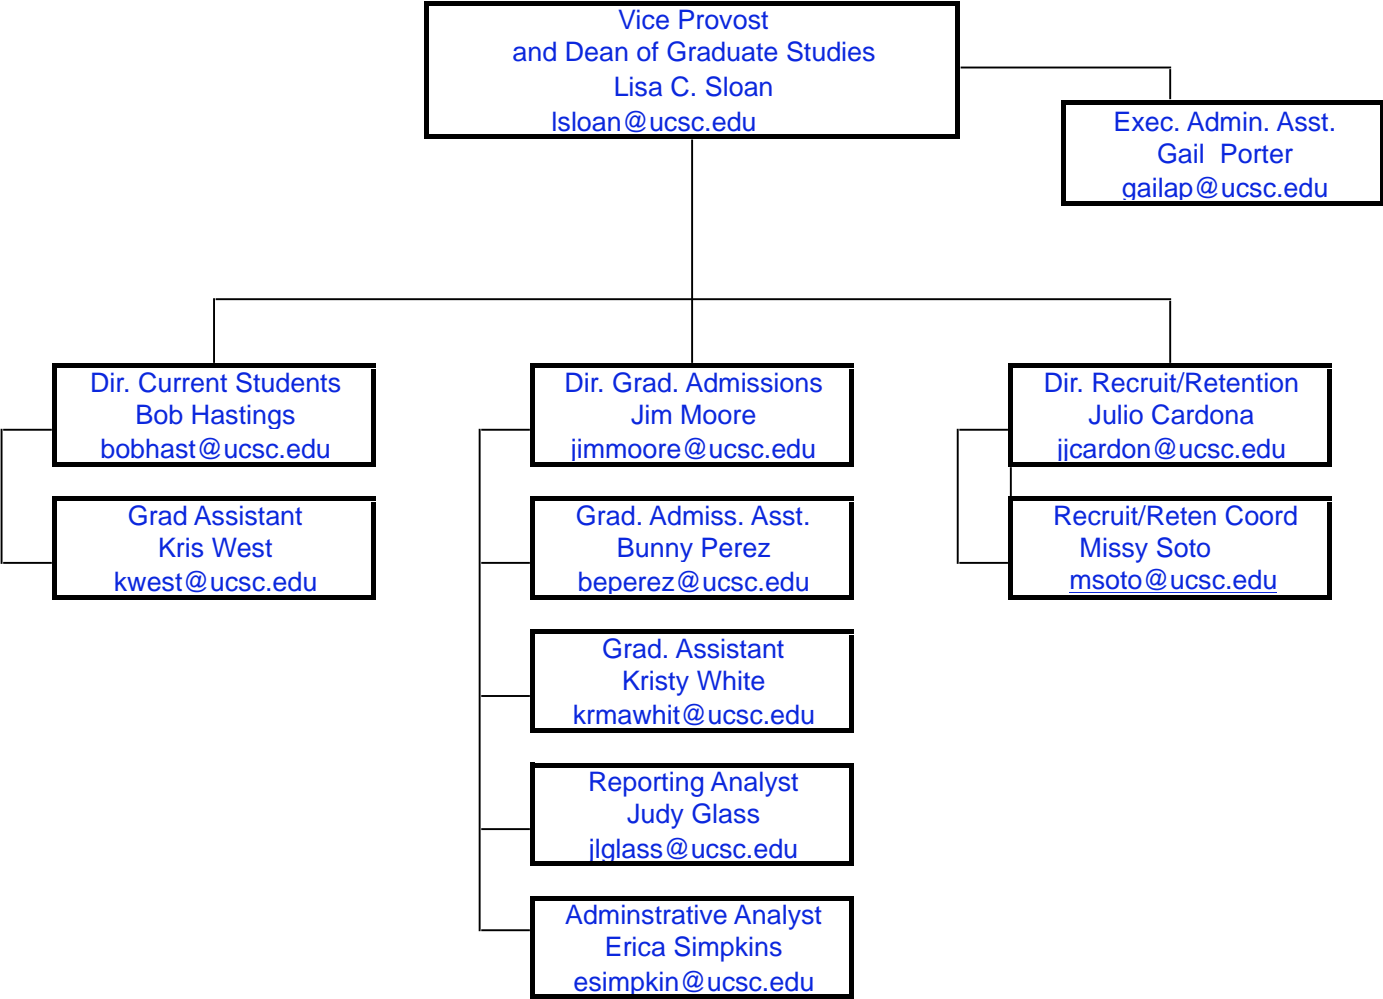 Vice Provost
and Dean of Graduate Studies
Lisa C. Sloan
lsloan@ucsc.edu
Exec. Admin. Asst.
Gail  Porter
gailap@ucsc.edu
Dir. Current Students
Bob Hastings
bobhast@ucsc.edu
Grad Assistant
Kris West
kwest@ucsc.edu
Dir. Grad. Admissions
Jim Moore
jimmoore@ucsc.edu
Grad. Admiss. Asst.
Bunny Perez
beperez@ucsc.edu
Grad. Assistant
Kristy White
krmawhit@ucsc.edu
Reporting Analyst
Judy Glass
jlglass@ucsc.edu
Adminstrative Analyst
Erica Simpkins
esimpkin@ucsc.edu
Dir. Recruit/Retention
Julio Cardona
jjcardon@ucsc.edu
Recruit/Reten Coord
Missy Soto
msoto@ucsc.edu